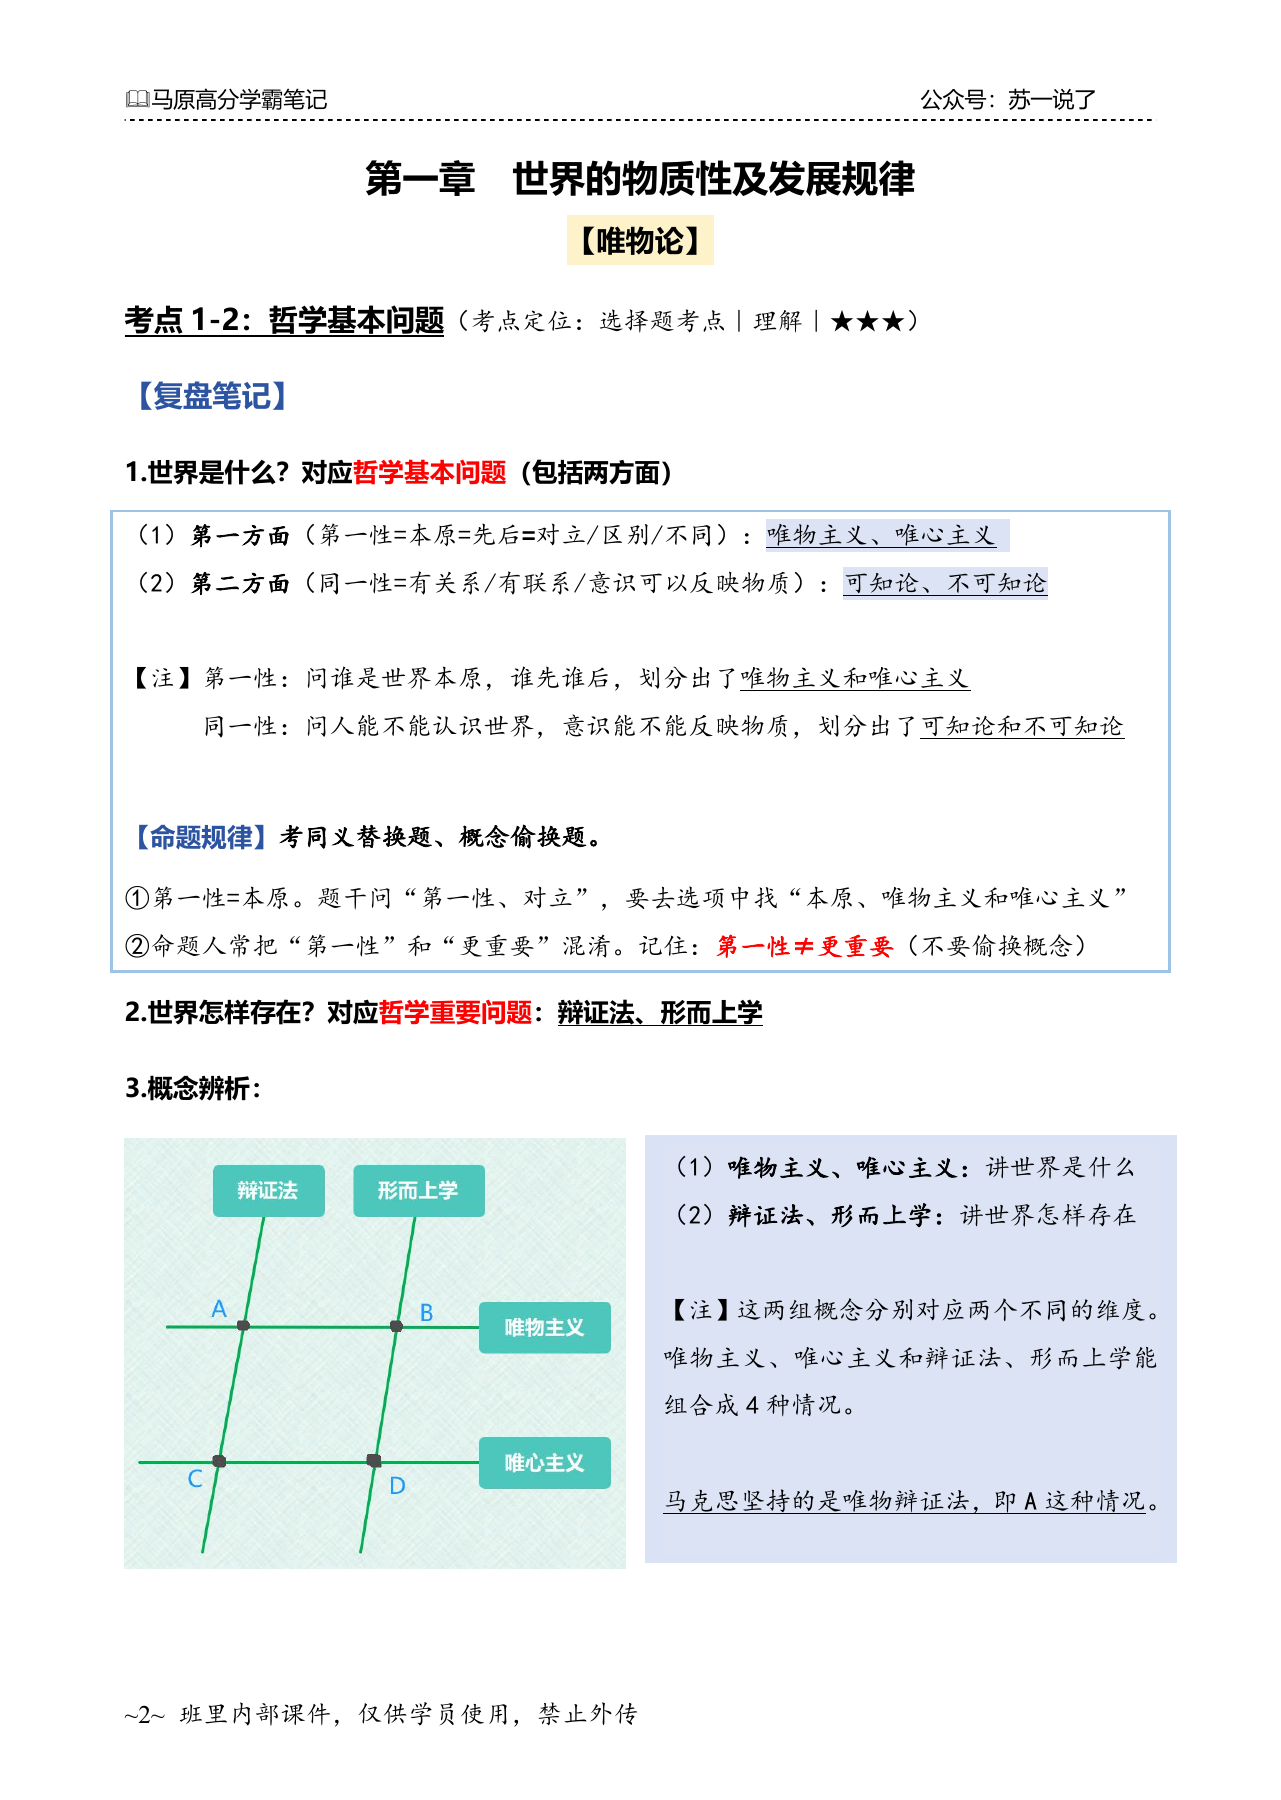 马原高分学霸笔记 公众号：苏一说了
第一章 世界的物质性及发展规律
【唯物论】
考点 1-2：哲学基本问题（考点定位：选择题考点｜理解｜★★★）
【复盘笔记】
1.世界是什么？对应哲学基本问题（包括两方面）
（1）第一方面（第一性=本原=先后=对立/区别/不同）：唯物主义、唯心主义
（2）第二方面（同一性=有关系/有联系/意识可以反映物质）：可知论、不可知论
【注】第一性：问谁是世界本原，谁先谁后，划分出了唯物主义和唯心主义
同一性：问人能不能认识世界，意识能不能反映物质，划分出了可知论和不可知论
【命题规律】考同义替换题、概念偷换题。
①第一性=本原。题干问“第一性、对立”，要去选项中找“本原、唯物主义和唯心主义”
②命题人常把“第一性”和“更重要”混淆。记住：第一性≠更重要（不要偷换概念）
2.世界怎样存在？对应哲学重要问题：辩证法、形而上学
3.概念辨析：
辩证法 形而上学
A B
唯物主义
唯心主义
C D
（1）唯物主义、唯心主义：讲世界是什么
（2）辩证法、形而上学：讲世界怎样存在
【注】这两组概念分别对应两个不同的维度。
唯物主义、唯心主义和辩证法、形而上学能
组合成 4 种情况。
马克思坚持的是唯物辩证法，即 A 这种情况。
~2~ 班里内部课件，仅供学员使用，禁止外传